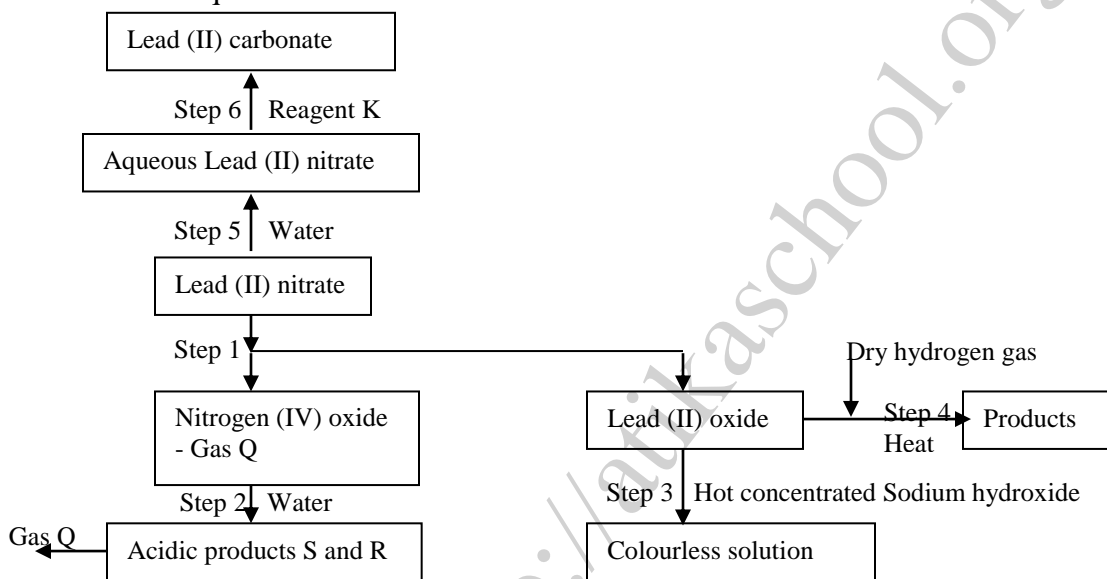 Lead (II) carbonate
Step 6 Reagent K
Aqueous Lead (II) nitrate
Step 5 Water
Lead (II) nitrate
Step 1
Dry hydrogen gas
Nitrogen (IV) oxide
- Gas Q
Lead (II) oxide
Step 4
Heat
Products
Step 2 Water
Step 3 Hot concentrated Sodium hydroxide
Gas Q
Acidic products S and R
Colourless solution
://atikaschool.org